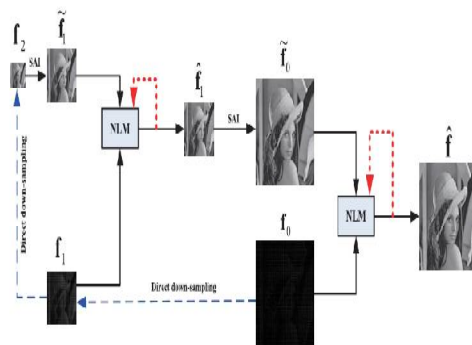 f₂
SAI
f̃₁
NLM
f̂₁
SAI
f̃₀
NLM
f̂
Direct down-sampling
f₁
Direct down-sampling
f₀